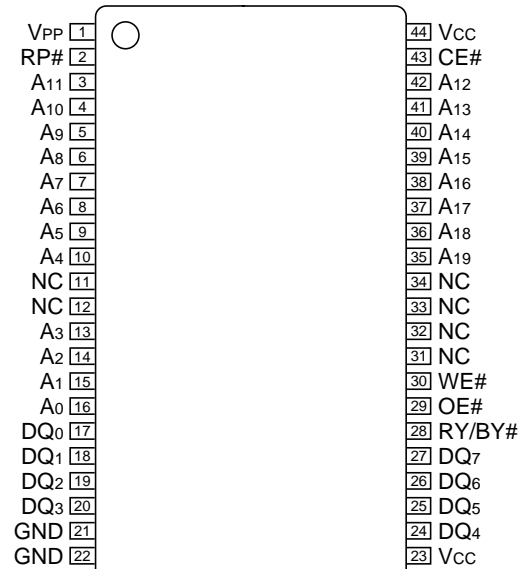 VPP 1 44 VCC
RP# 2 43 CE#
A11 3 42 A12
A10 4 41 A13
A9 5 40 A14
A8 6 39 A15
A7 7 38 A16
A6 8 37 A17
A5 9 36 A18
A4 10 35 A19
NC 11 34 NC
NC 12 33 NC
A3 13 32 NC
A2 14 31 NC
A1 15 30 WE#
A0 16 29 OE#
DQ0 17 28 RY/BY#
DQ1 18 27 DQ7
DQ2 19 26 DQ6
DQ3 20 25 DQ5
GND 21 24 DQ4
GND 22 23 VCC